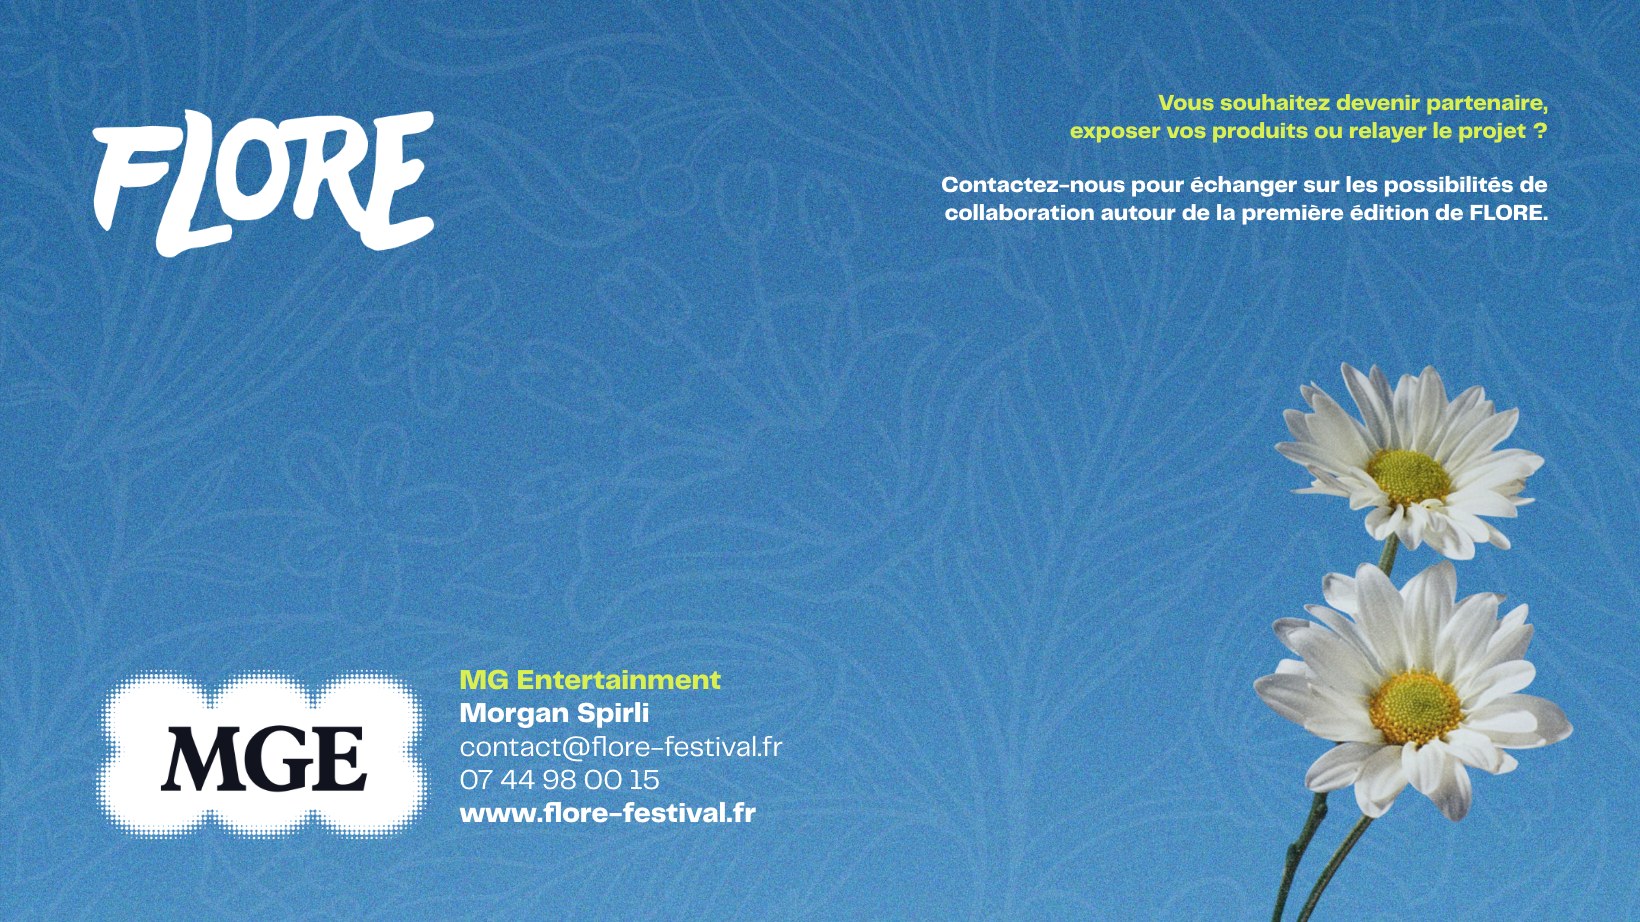 FLORE
Vous souhaitez devenir partenaire,
exposer vos produits ou relayer le projet ?
Contactez-nous pour échanger sur les possibilités de
collaboration autour de la première édition de FLORE.
MGE
MG Entertainment
Morgan Spirli
contact@flore-festival.fr
07 44 98 00 15
www.flore-festival.fr